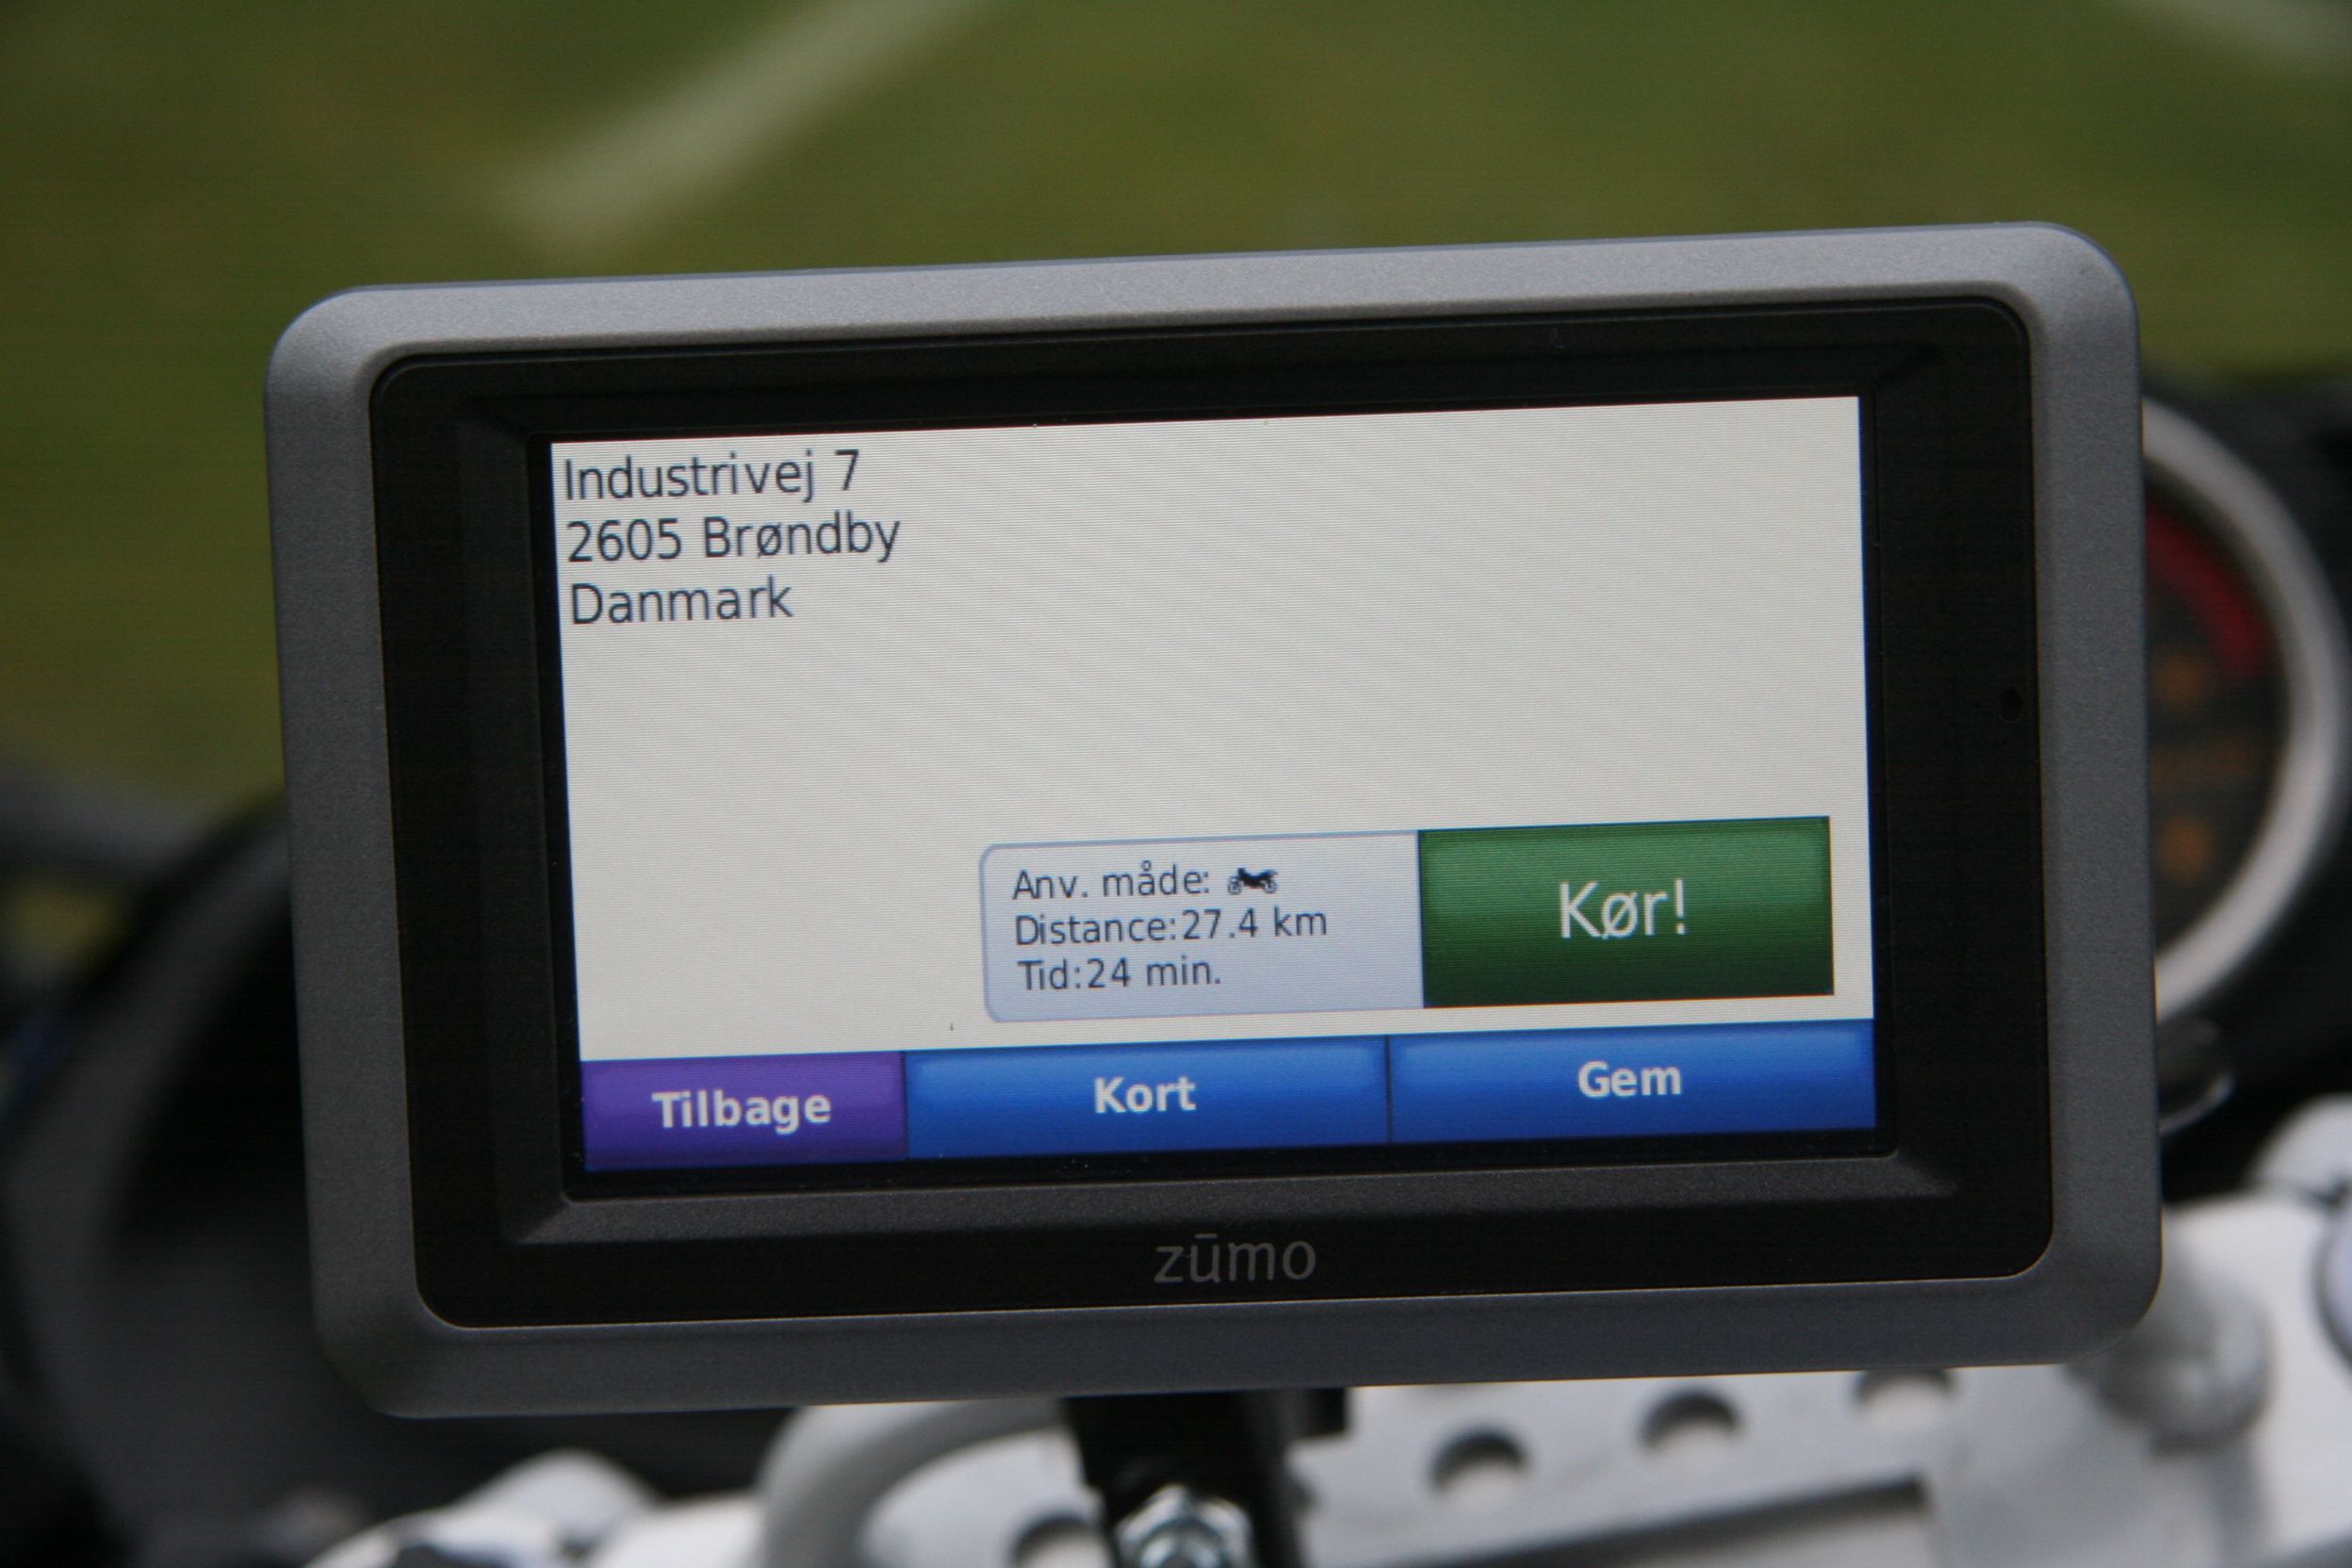 Industrivej 7
2605 Brøndby
Danmark
Anv. måde:
Distance:27.4 km
Tid:24 min.
Kør!
Tilbage
Kort
Gem
zūmo